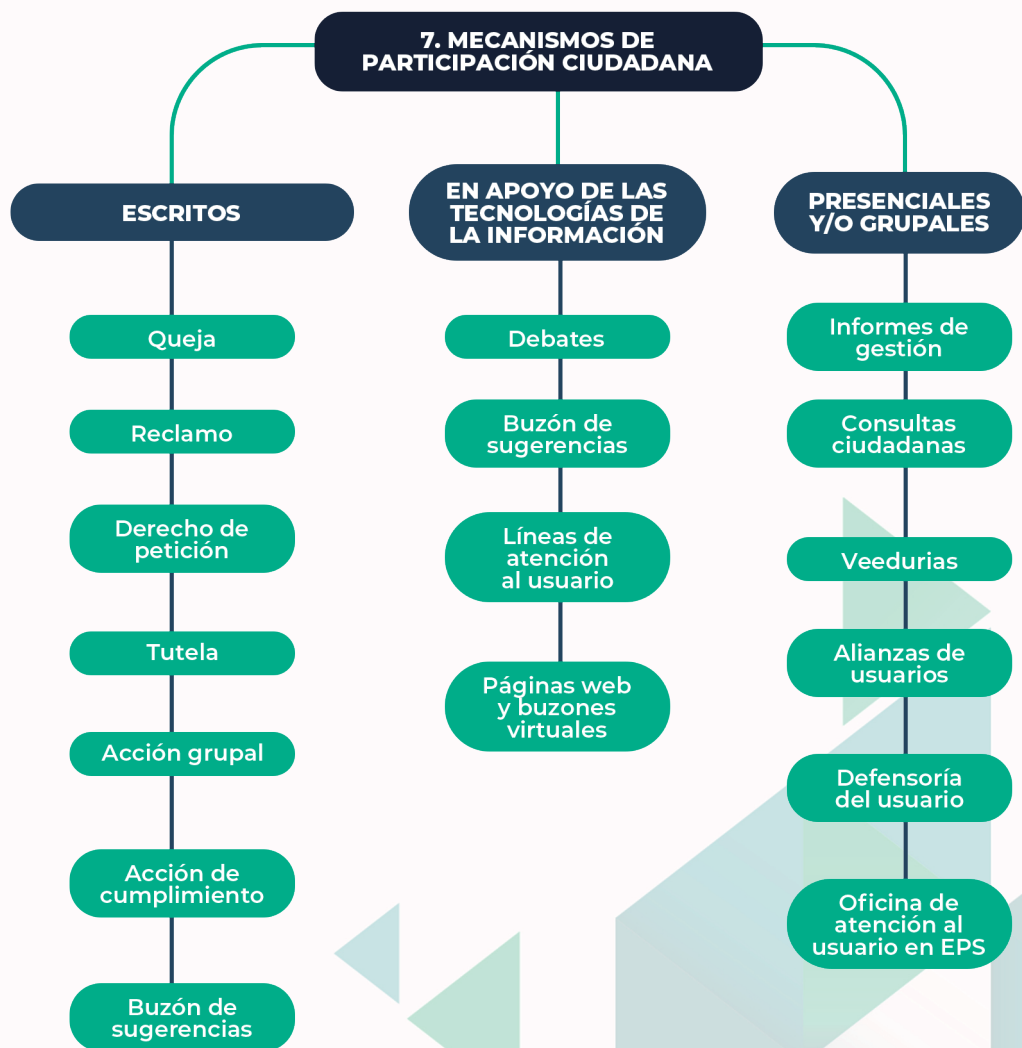 7. MECANISMOS DE
PARTICIPACIÓN CIUDADANA
ESCRITOS
Queja
Reclamo
Derecho de
petición
Tutela
Acción grupal
Acción de
cumplimiento
Buzón de
sugerencias
EN APOYO DE LAS
TECNOLOGÍAS DE
LA INFORMACIÓN
Debates
Buzón de
sugerencias
Líneas de
atención
al usuario
Páginas web
y buzones
virtuales
PRESENCIALES
Y/O GRUPALES
Informes de
gestión
Consultas
ciudadanas
Veedurias
Alianzas de
usuarios
Defensoría
del usuario
Oficina de
atención al
usuario en EPS